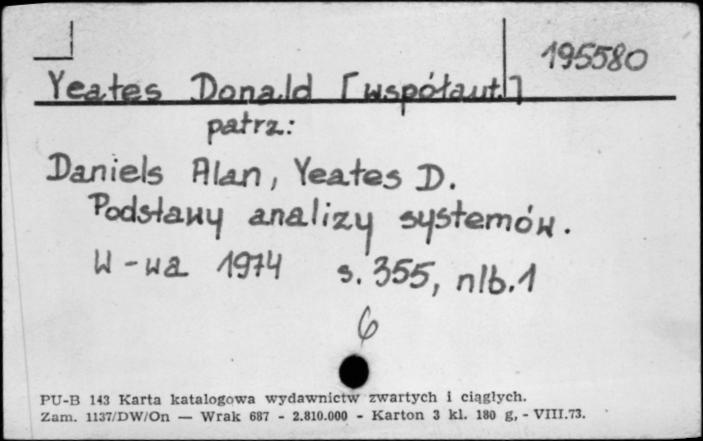 195580
Yeates Donald [współaut.]
patrz:
Daniels Alan, Yeates D.
Podstawy analizy systemów.
W-wa 1974 s. 355, nlb. 1
6
PU-B 143 Karta katalogowa wydawnictw zwartych i ciągłych.
Zam. 1137/DW/On — Wrak 687 - 2.810.000 - Karton 3 kl. 180 g, - VIII.73.